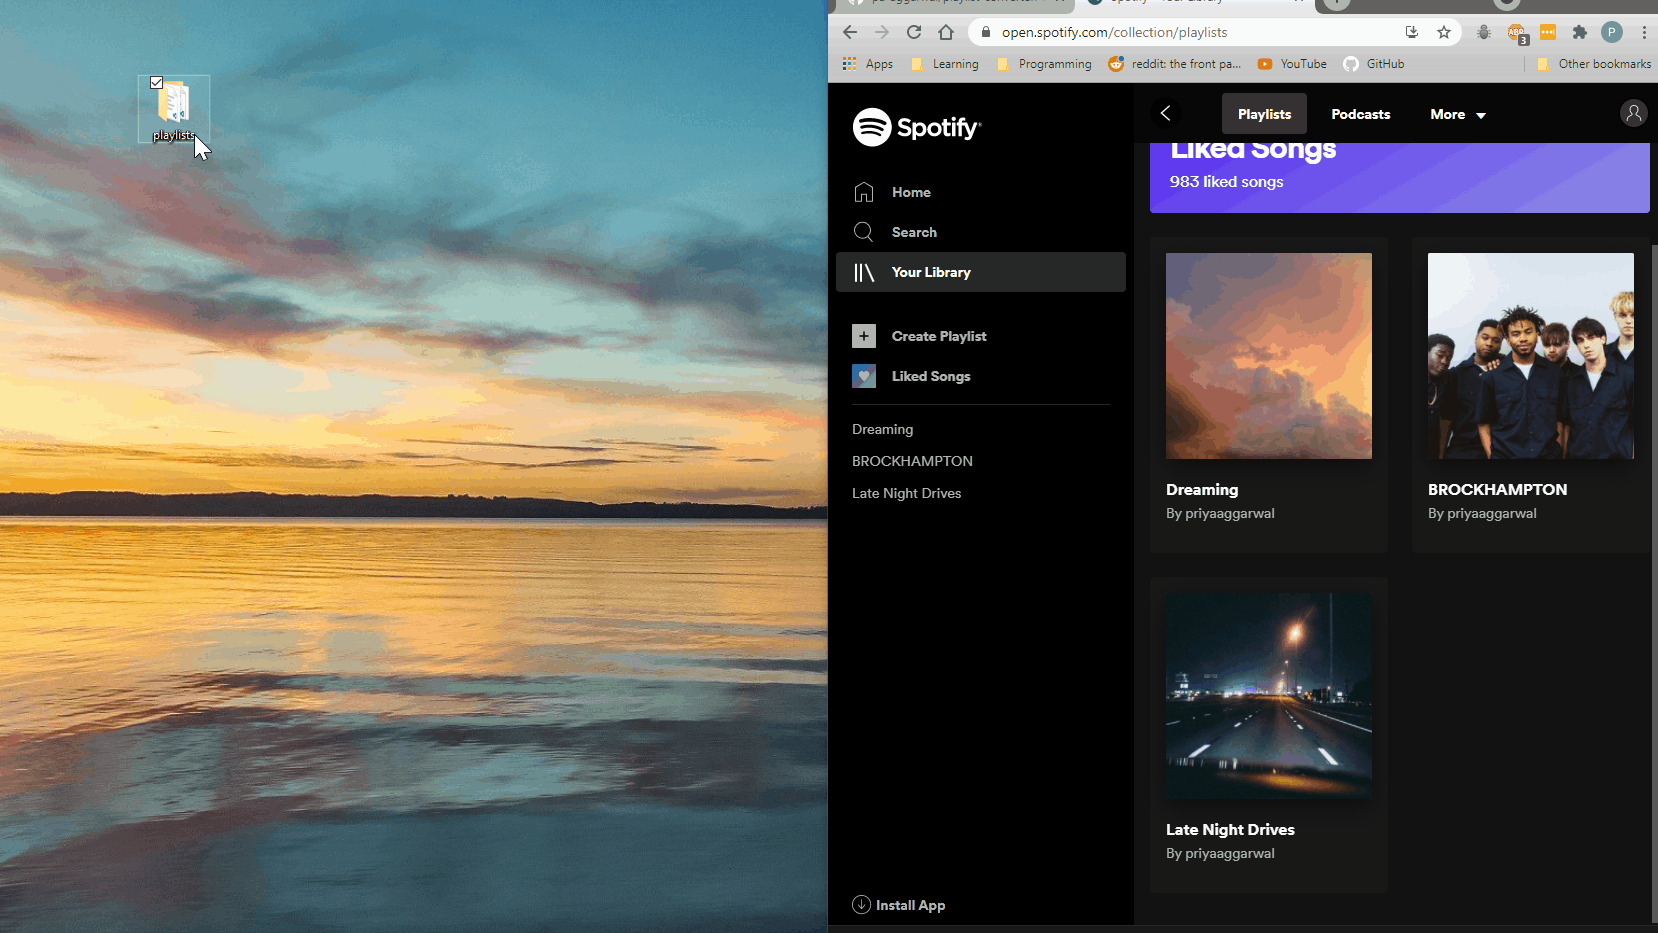 playlists
open.spotify.com/collection/playlists
3
P
Apps
Learning
Programming
reddit: the front pa...
YouTube
GitHub
Other bookmarks
Spotify
Playlists
Podcasts
More
Home
Search
Your Library
Create Playlist
Liked Songs
Dreaming
BROCKHAMPTON
Late Night Drives
Install App
Liked Songs
983 liked songs
Dreaming
By priyaaggarwal
BROCKHAMPTON
By priyaaggarwal
Late Night Drives
By priyaaggarwal